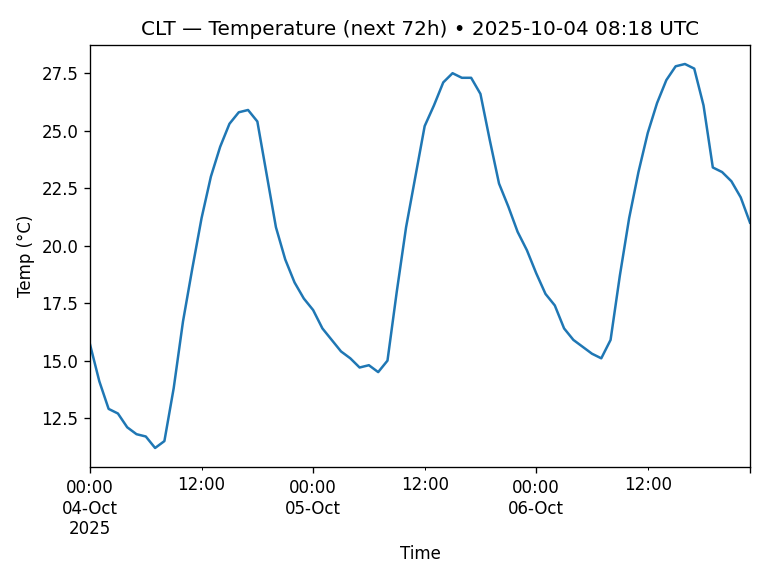 CLT — Temperature (next 72h) • 2025-10-04 08:18 UTC
27.5
25.0
22.5
20.0
17.5
15.0
12.5
Temp (°C)
00:00 12:00 00:00 12:00 00:00 12:00
04-Oct 05-Oct 06-Oct
2025
Time